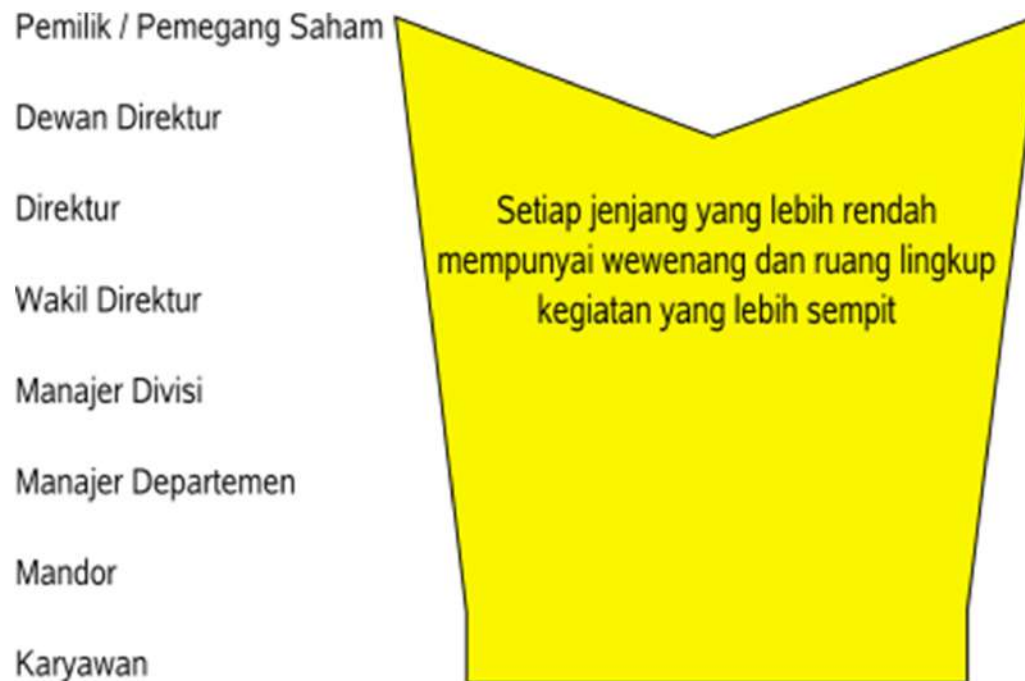 Pemilik / Pemegang Saham
Dewan Direktur
Direktur
Wakil Direktur
Manajer Divisi
Manajer Departemen
Mandor
Karyawan
Setiap jenjang yang lebih rendah
mempunyai wewenang dan ruang lingkup
kegiatan yang lebih sempit